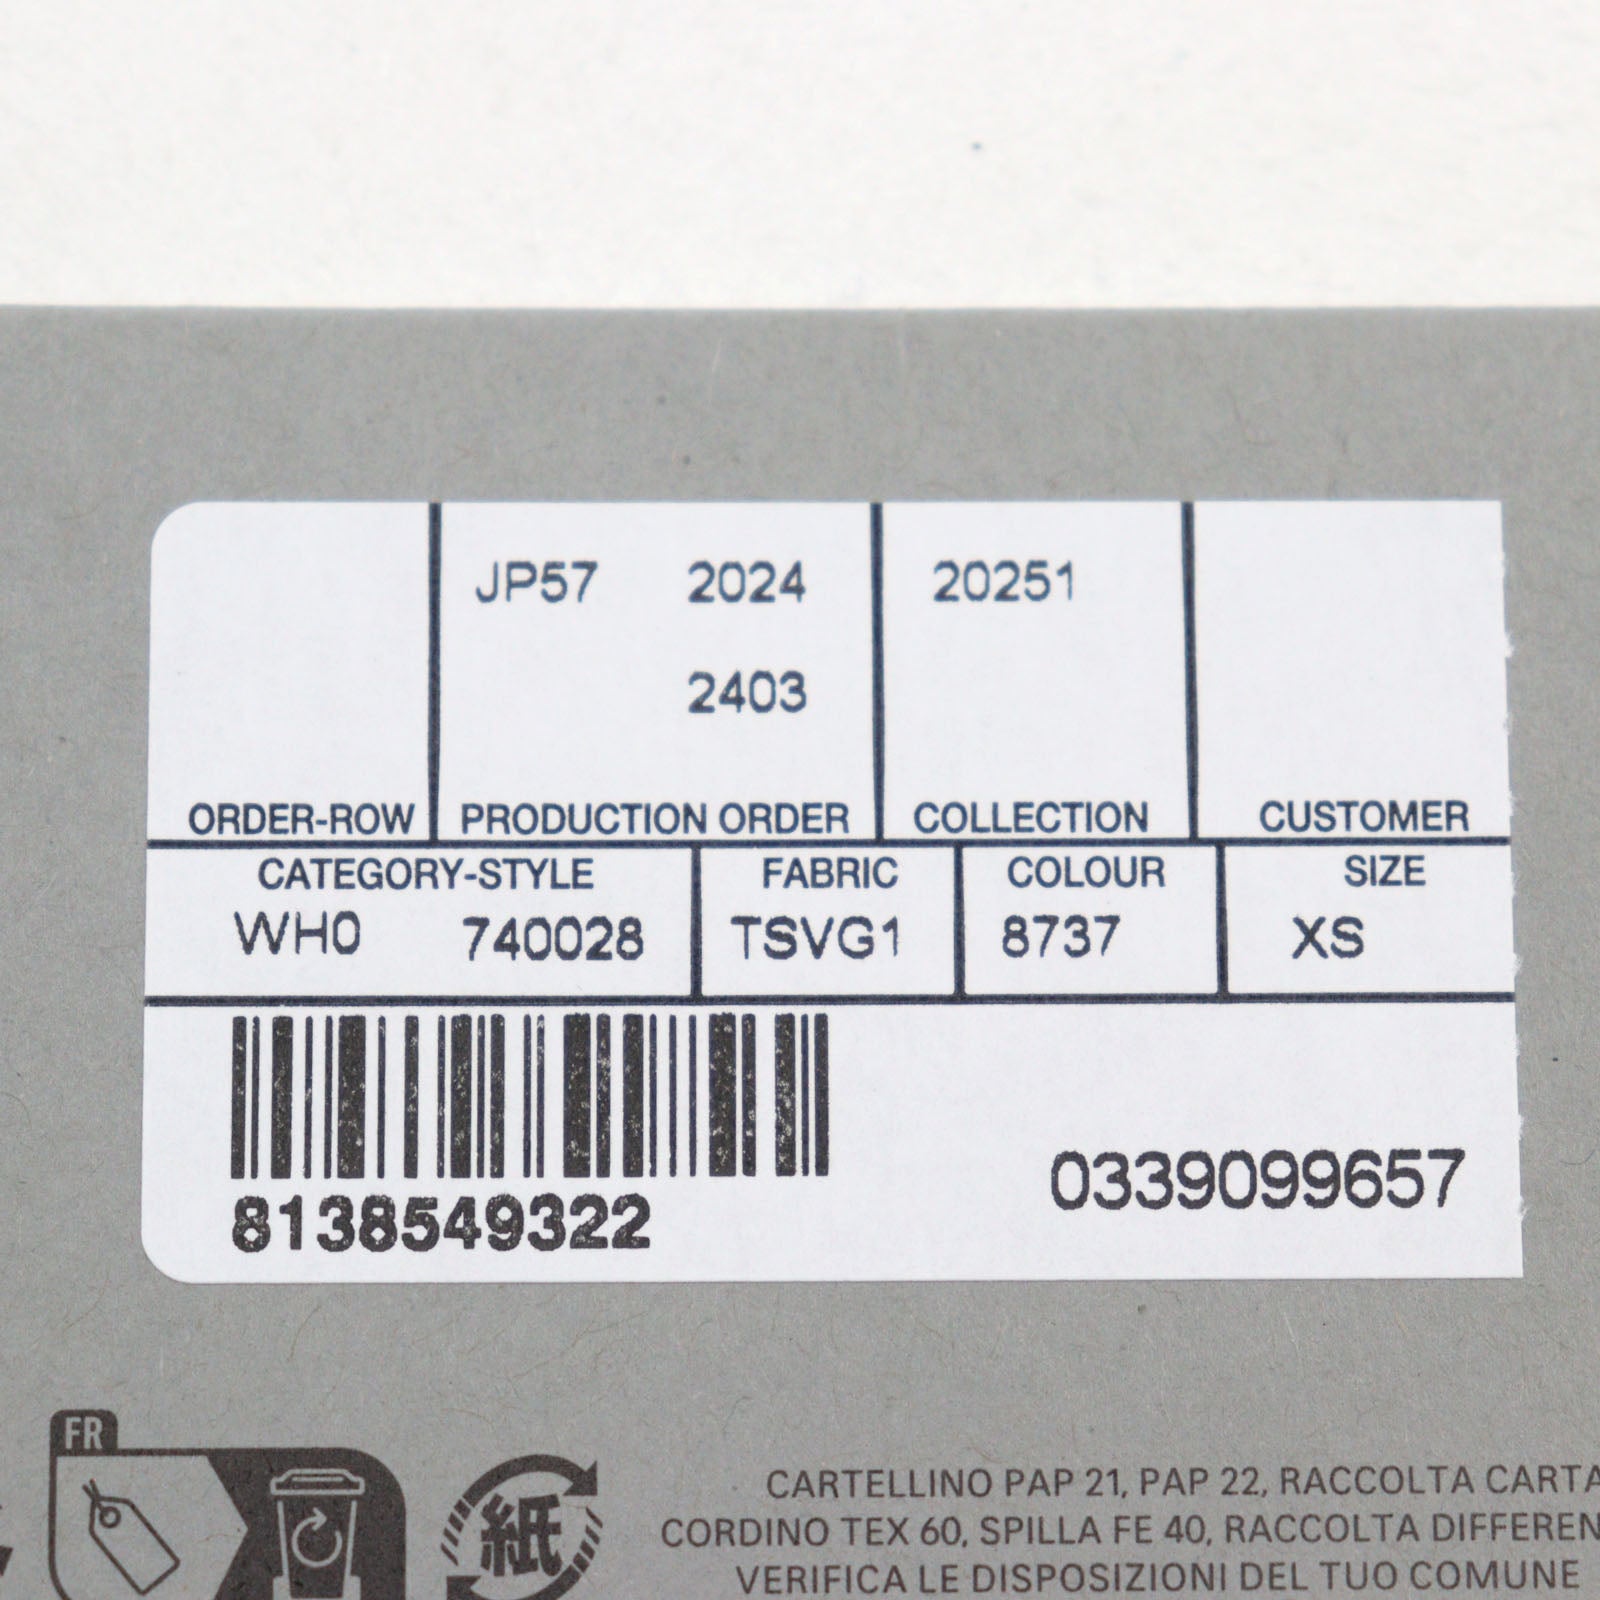 JP57 2024 20251
2403
ORDER-ROW PRODUCTION ORDER COLLECTION CUSTOMER
CATEGORY-STYLE FABRIC COLOUR SIZE
WH0 740028 TSVG1 8737 XS
8138549322
0339099657
FR
紙
CARTELLINO PAP 21, PAP 22, RACCOLTA CARTA
CORDINO TEX 60, SPILLA FE 40, RACCOLTA DIFFEREN
VERIFICA LE DISPOSIZIONI DEL TUO COMUNE